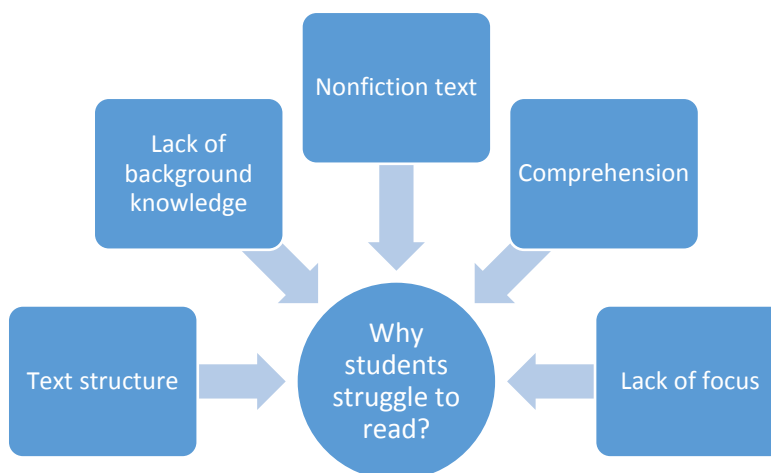 Nonfiction text
Lack of
background
knowledge
Comprehension
Text structure
Why
students
struggle to
read?
Lack of focus